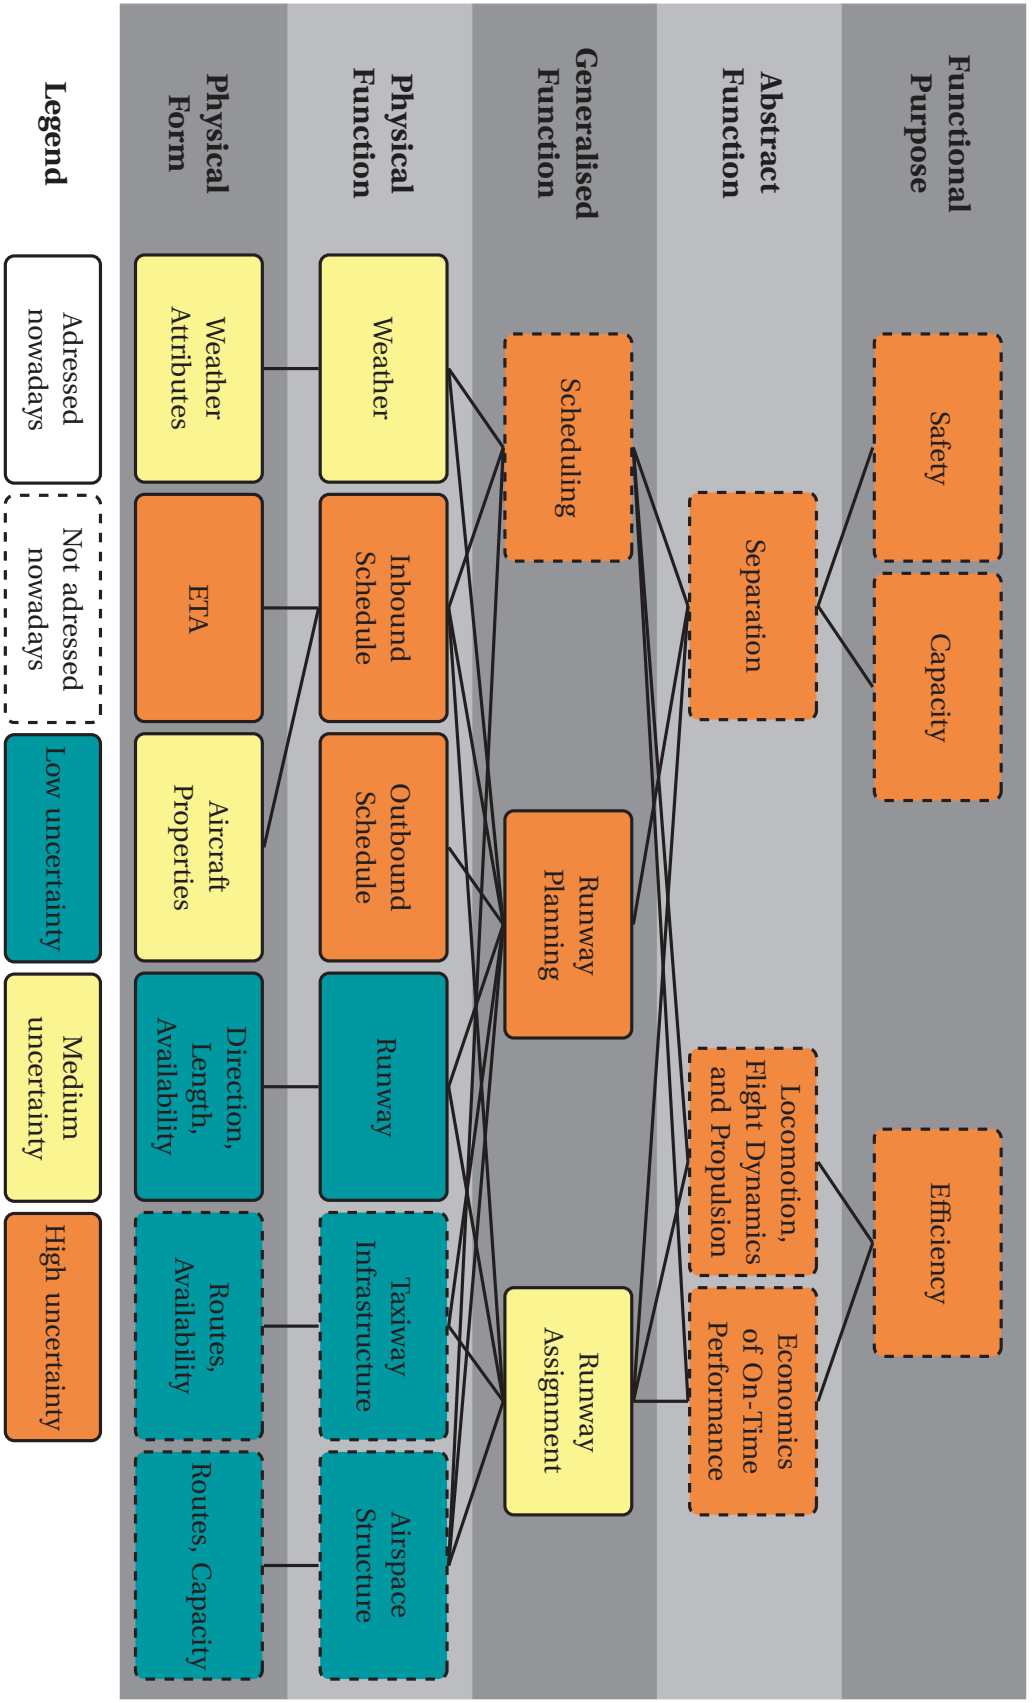 Functional
Purpose
Safety
Capacity
Efficiency
Abstract
Function
Separation
Locomotion,
Flight Dynamics
and Propulsion
Economics
of On-Time
Performance
Generalised
Function
Scheduling
Runway
Planning
Runway
Assignment
Physical
Function
Weather
Inbound
Schedule
Outbound
Schedule
Runway
Taxiway
Infrastructure
Airspace
Structure
Physical
Form
Weather
Attributes
ETA
Aircraft
Properties
Direction,
Length,
Availability
Routes,
Availability
Routes, Capacity
Legend
Adressed
nowadays
Not adressed
nowadays
Low uncertainty
Medium
uncertainty
High uncertainty